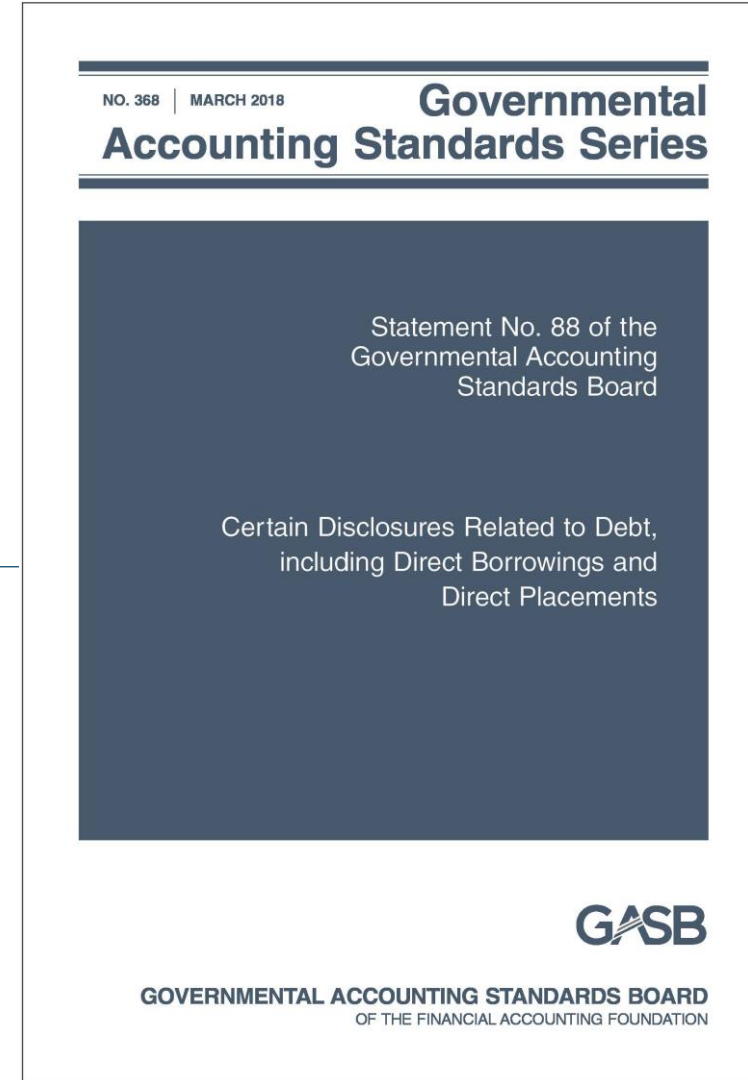 NO. 368 | MARCH 2018
Governmental
Accounting Standards Series
Statement No. 88 of the
Governmental Accounting
Standards Board
Certain Disclosures Related to Debt,
including Direct Borrowings and
Direct Placements
GASB
GOVERNMENTAL ACCOUNTING STANDARDS BOARD
OF THE FINANCIAL ACCOUNTING FOUNDATION